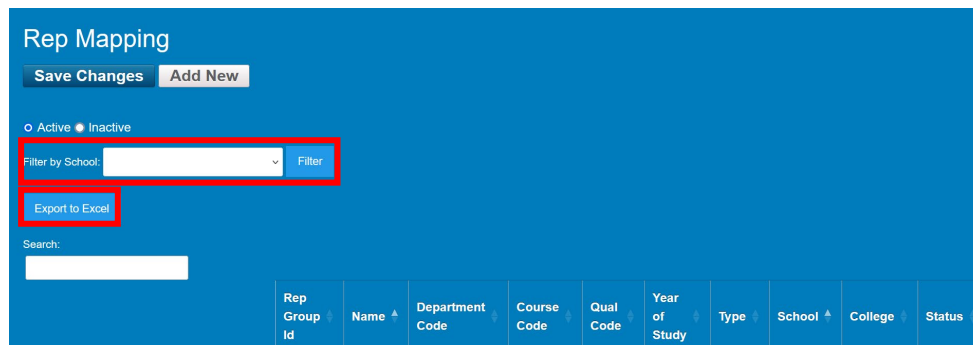 Rep Mapping
Save Changes Add New
Active Inactive
Filter by School: Filter
Export to Excel
Search:
Rep Group Id Name Department Code Course Code Qual Code Year of Study Type School College Status